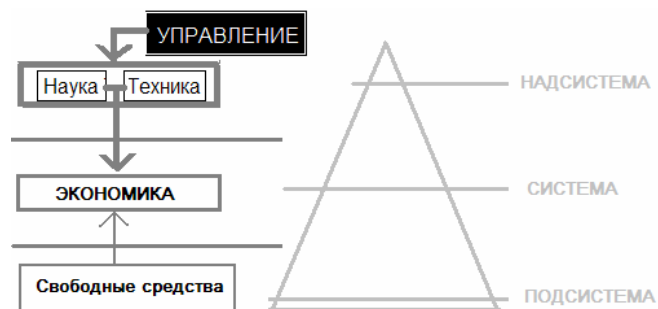 УПРАВЛЕНИЕ
Наука Техника
НАДСИСТЕМА
ЭКОНОМИКА
СИСТЕМА
Свободные средства
ПОДСИСТЕМА